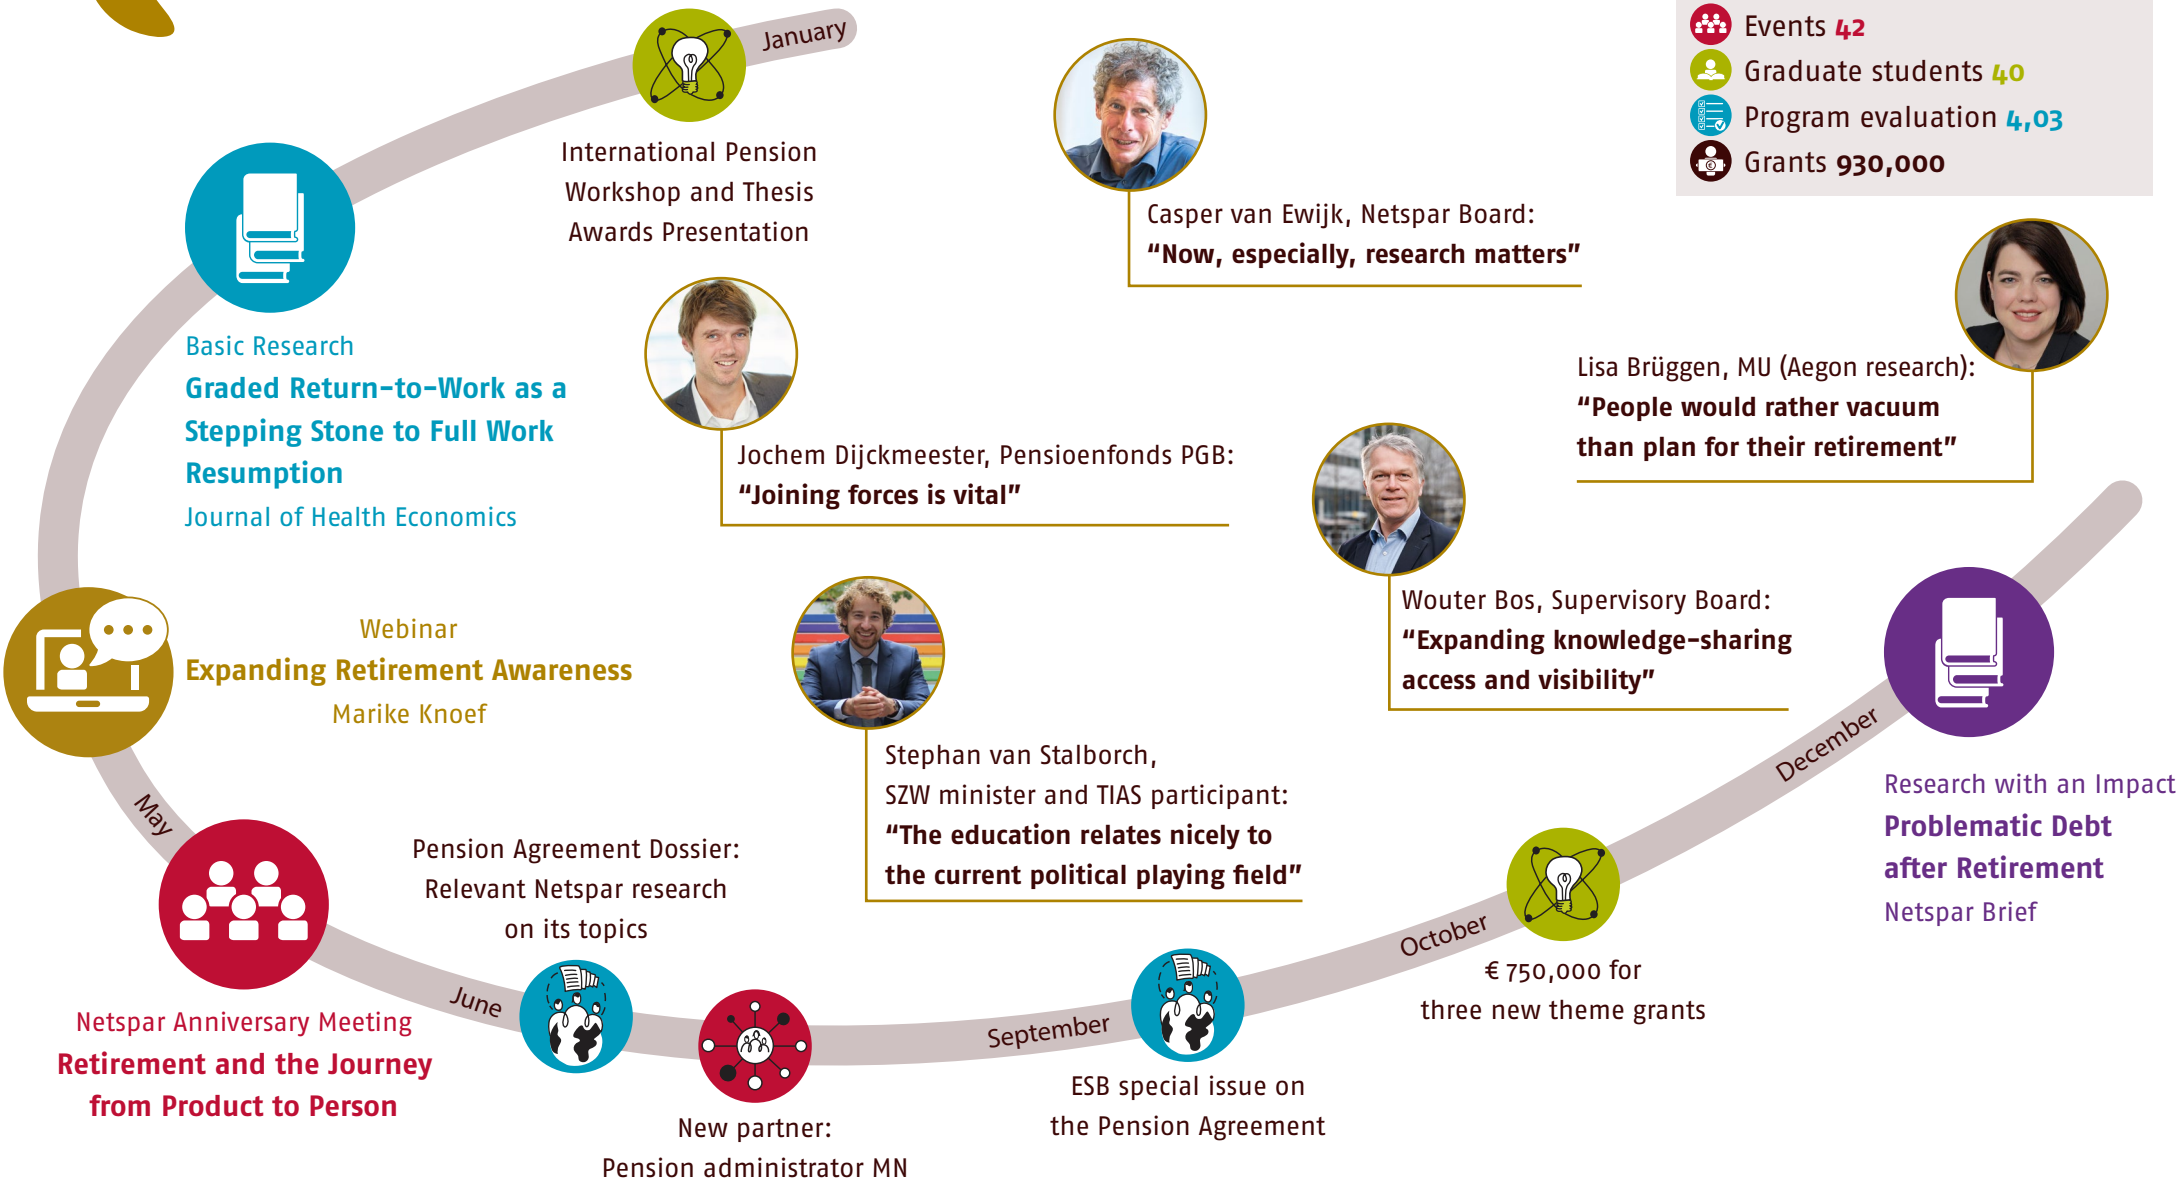 January
International Pension
Workshop and Thesis
Awards Presentation
Events 42
Graduate students 40
Program evaluation 4,03
Grants 930,000
Casper van Ewijk, Netspar Board:
“Now, especially, research matters”
Basic Research
Graded Return-to-Work as a
Stepping Stone to Full Work
Resumption
Journal of Health Economics
Jochem Dijckmeester, Pensioenfonds PGB:
“Joining forces is vital”
Lisa Brüggen, MU (Aegon research):
“People would rather vacuum
than plan for their retirement”
Webinar
Expanding Retirement Awareness
Marike Knoef
Wouter Bos, Supervisory Board:
“Expanding knowledge-sharing
access and visibility”
Stephan van Stalborch,
SZW minister and TIAS participant:
“The education relates nicely to
the current political playing field”
May
Netspar Anniversary Meeting
Retirement and the Journey
from Product to Person
Pension Agreement Dossier:
Relevant Netspar research
on its topics
June
New partner:
Pension administrator MN
September
ESB special issue on
the Pension Agreement
October
€ 750,000 for
three new theme grants
December
Research with an Impact
Problematic Debt
after Retirement
Netspar Brief